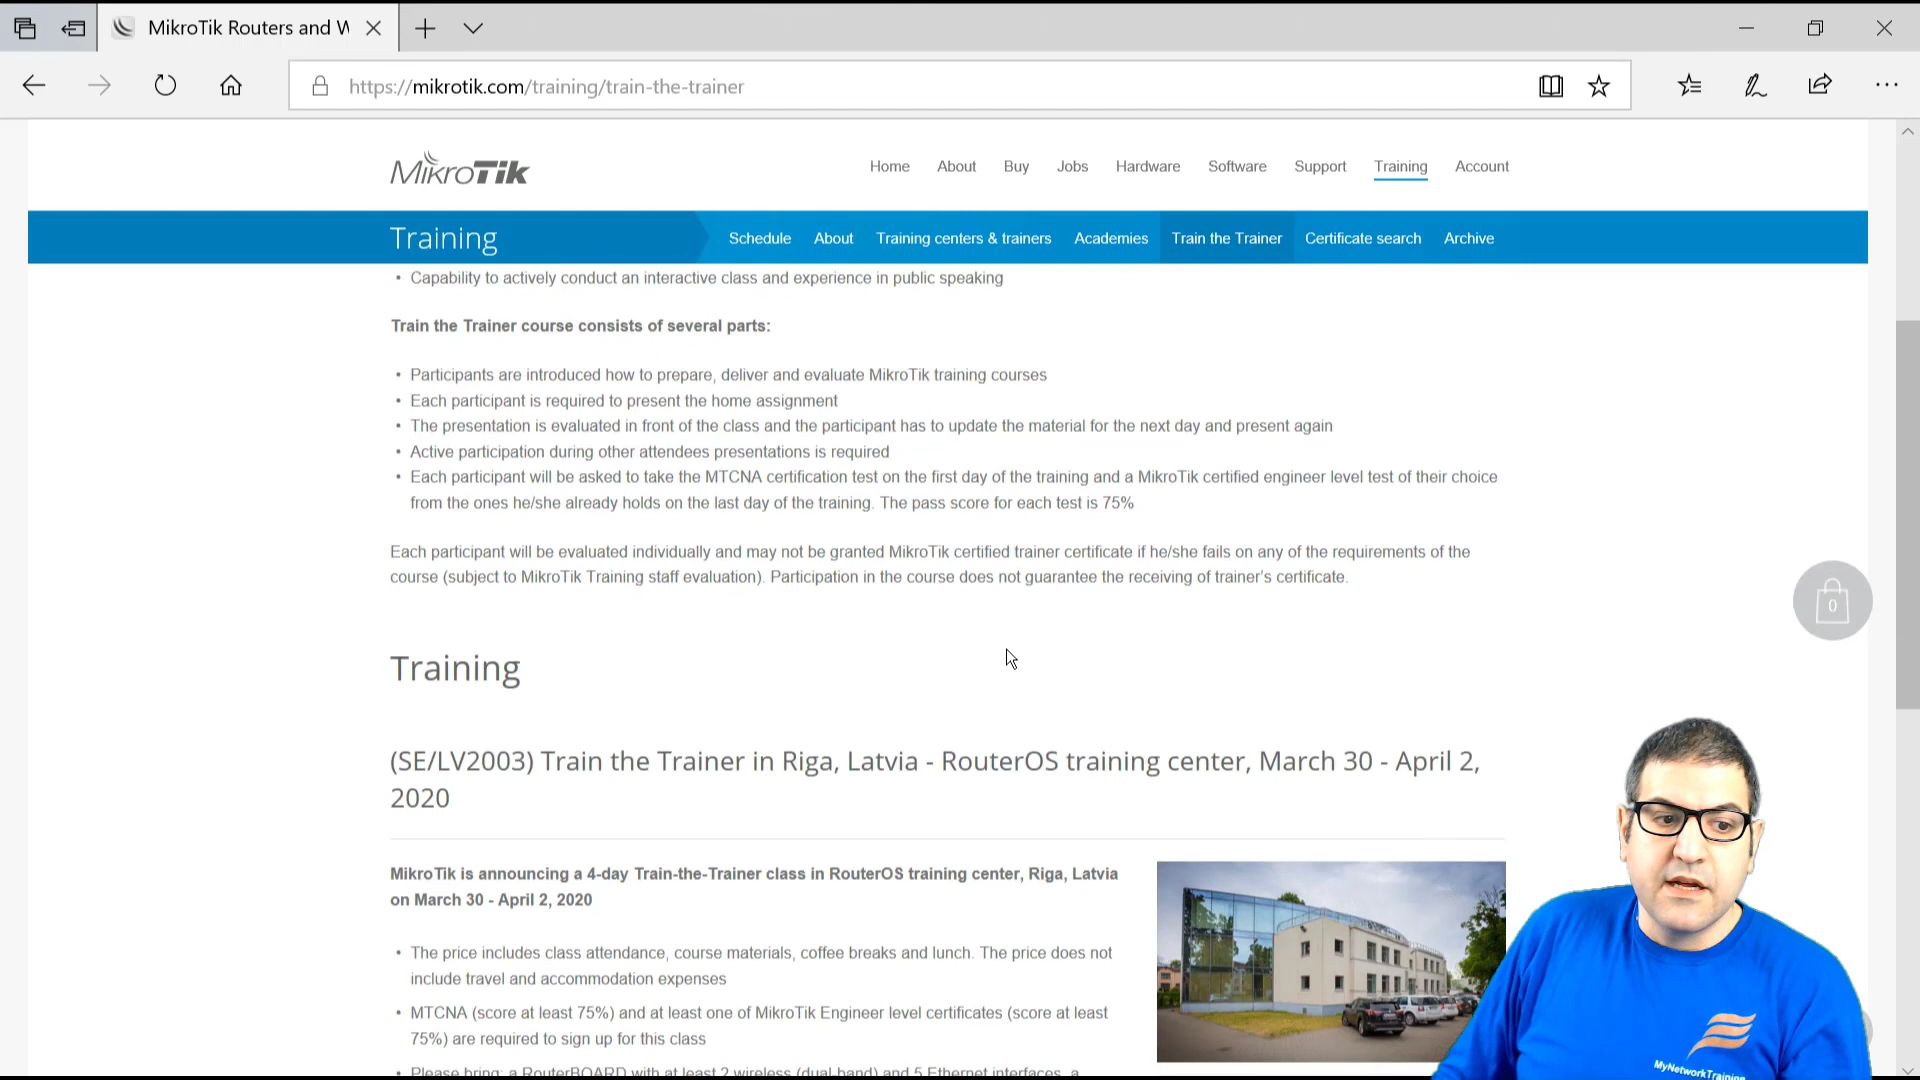 MikroTik Routers and W
https://mikrotik.com/training/train-the-trainer
MikroTik
Home About Buy Jobs Hardware Software Support Training Account
Training
Schedule About Training centers & trainers Academies Train the Trainer Certificate search Archive
• Capability to actively conduct an interactive class and experience in public speaking
Train the Trainer course consists of several parts:
• Participants are introduced how to prepare, deliver and evaluate MikroTik training courses
• Each participant is required to present the home assignment
• The presentation is evaluated in front of the class and the participant has to update the material for the next day and present again
• Active participation during other attendees presentations is required
• Each participant will be asked to take the MTCNA certification test on the first day of the training and a MikroTik certified engineer level test of their choice
from the ones he/she already holds on the last day of the training. The pass score for each test is 75%
Each participant will be evaluated individually and may not be granted MikroTik certified trainer certificate if he/she fails on any of the requirements of the
course (subject to MikroTik Training staff evaluation). Participation in the course does not guarantee the receiving of trainer's certificate.
0
Training
(SE/LV2003) Train the Trainer in Riga, Latvia - RouterOS training center, March 30 - April 2,
2020
MikroTik is announcing a 4-day Train-the-Trainer class in RouterOS training center, Riga, Latvia
on March 30 - April 2, 2020
• The price includes class attendance, course materials, coffee breaks and lunch. The price does not
include travel and accommodation expenses
• MTCNA (score at least 75%) and at least one of MikroTik Engineer level certificates (score at least
75%) are required to sign up for this class
• Please bring: a RouterBOARD with at least 2 wireless (dual-band) and 5 Ethernet interfaces, a
MyNetworkTraining